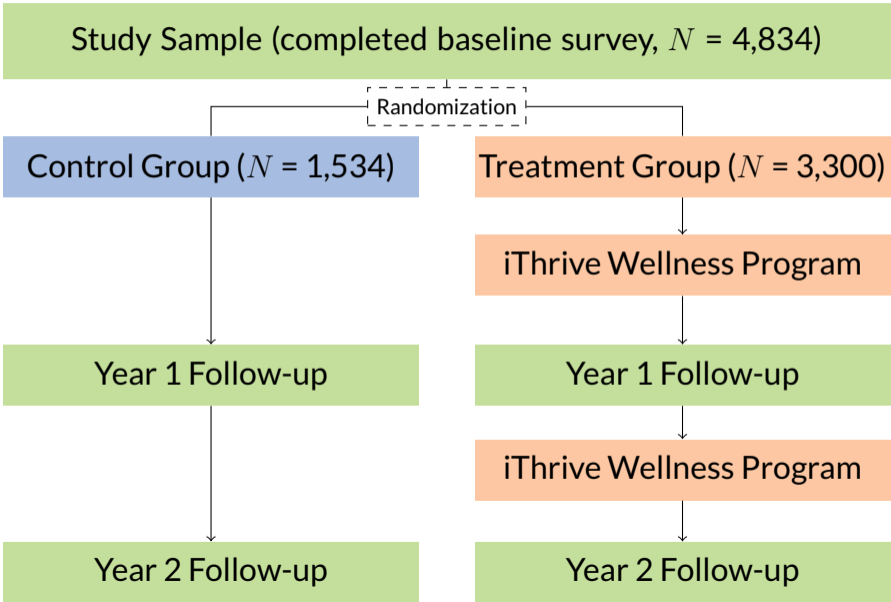 Study Sample (completed baseline survey, N = 4,834)
Randomization
Control Group (N = 1,534)
Treatment Group (N = 3,300)
iThrive Wellness Program
Year 1 Follow-up
Year 1 Follow-up
iThrive Wellness Program
Year 2 Follow-up
Year 2 Follow-up